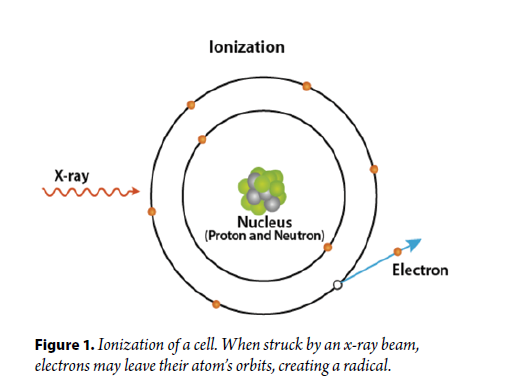 Ionization
X-ray
Nucleus
(Proton and Neutron)
Electron
Figure 1. Ionization of a cell. When struck by an x-ray beam,
electrons may leave their atom's orbits, creating a radical.